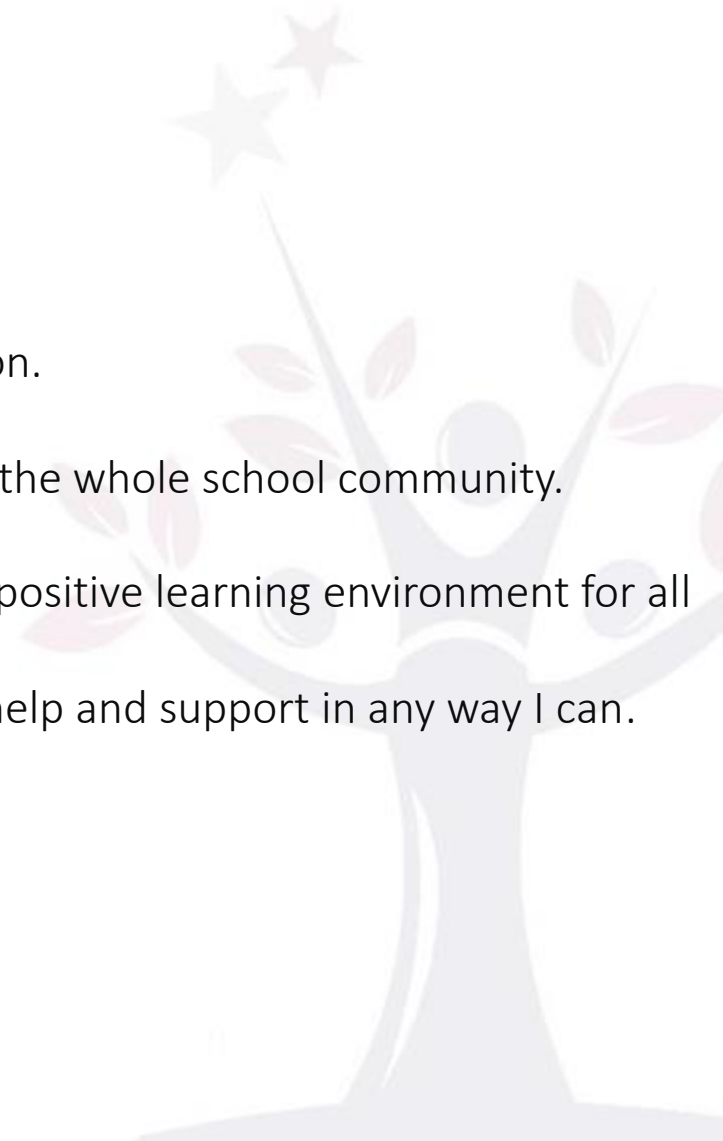 on.
the whole school community.
positive learning environment for all
help and support in any way I can.